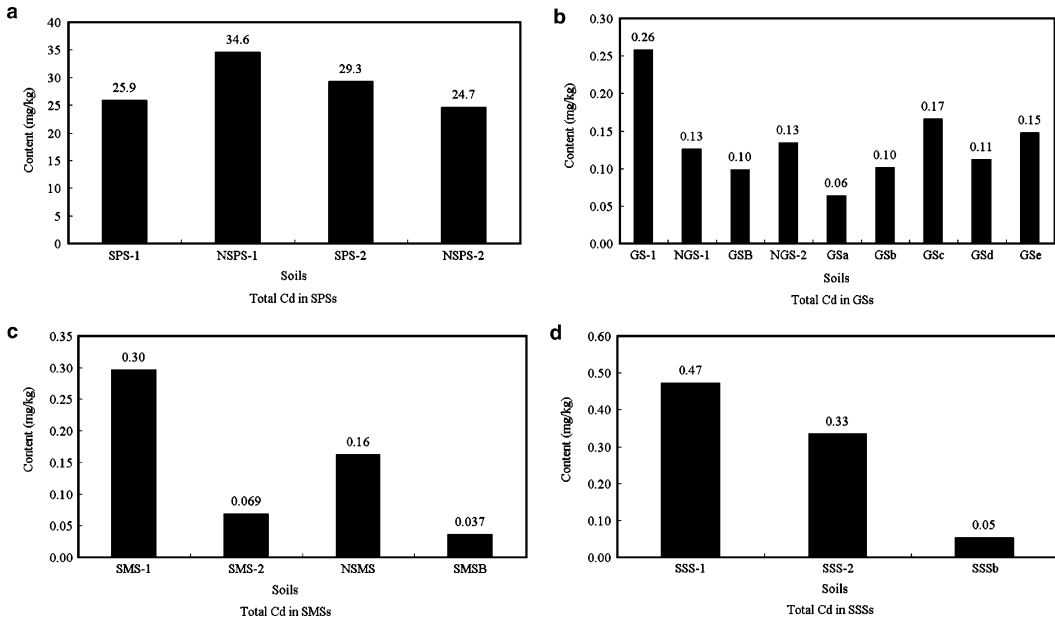 a
Content (mg/kg)
40
35
30
25
20
15
10
5
0
25.9
34.6
29.3
24.7
SPS-1 NSPS-1 SPS-2 NSPS-2
Soils
Total Cd in SPSs
b
Content (mg/kg)
0.30
0.25
0.20
0.15
0.10
0.05
0.00
0.26
0.13
0.10
0.13
0.06
0.10
0.17
0.11
0.15
GS-1 NGS-1 GSB NGS-2 GSa GSb GSc GSd GSe
Soils
Total Cd in GSs
c
Content (mg/kg)
0.35
0.30
0.25
0.20
0.15
0.10
0.05
0.00
0.30
0.069
0.16
0.037
SMS-1 SMS-2 NSMS SMSB
Soils
Total Cd in SMSs
d
Content (mg/kg)
0.60
0.50
0.40
0.30
0.20
0.10
0.00
0.47
0.33
0.05
SSS-1 SSS-2 SSSb
Soils
Total Cd in SSSs